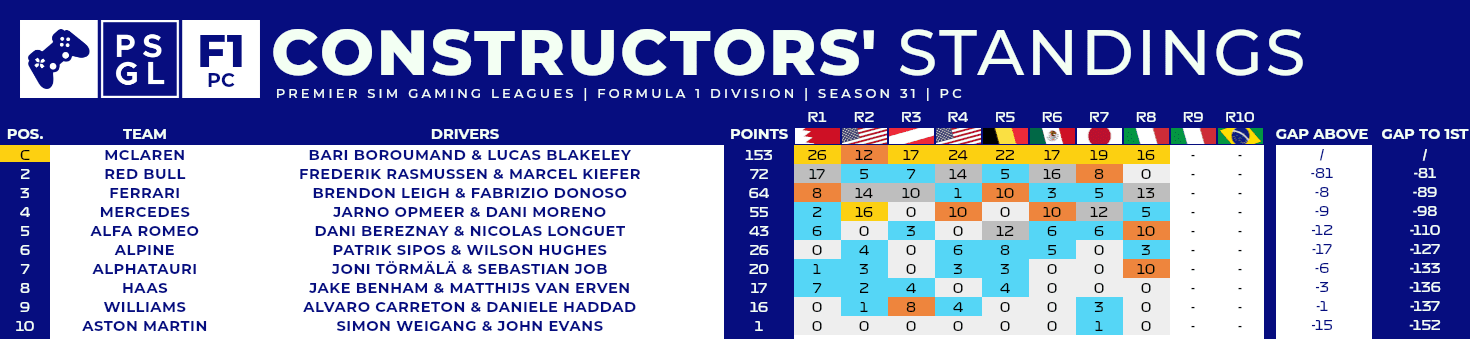 PS
GL
F1
PC
CONSTRUCTORS' STANDINGS
PREMIER SIM GAMING LEAGUES | FORMULA 1 DIVISION | SEASON 31 | PC
R1 R2 R3 R4 R5 R6 R7 R8 R9 R10
POS. TEAM DRIVERS POINTS GAP ABOVE GAP TO 1ST
C MCLAREN BARI BOROUMAND & LUCAS BLAKELEY 153 26 12 17 24 22 17 19 16 - - / /
2 RED BULL FREDERIK RASMUSSEN & MARCEL KIEFER 72 17 5 7 14 5 16 8 0 - - -81 -81
3 FERRARI BRENDON LEIGH & FABRIZIO DONOSO 64 8 14 10 1 10 3 5 13 - - -8 -89
4 MERCEDES JARNO OPMEER & DANI MORENO 55 2 16 0 10 0 10 12 5 - - -9 -98
5 ALFA ROMEO DANI BEREZNAY & NICOLAS LONGUET 43 6 0 3 0 12 6 6 10 - - -12 -110
6 ALPINE PATRIK SIPOS & WILSON HUGHES 26 0 4 0 6 8 5 0 3 - - -17 -127
7 ALPHATAURI JONI TÖRMÄLÄ & SEBASTIAN JOB 20 1 3 0 3 3 0 0 10 - - -6 -133
8 HAAS JAKE BENHAM & MATTHIJS VAN ERVEN 17 7 2 4 0 4 0 0 0 - - -3 -136
9 WILLIAMS ALVARO CARRETON & DANIELE HADDAD 16 0 1 8 4 0 0 3 0 - - -1 -137
10 ASTON MARTIN SIMON WEIGANG & JOHN EVANS 1 0 0 0 0 0 0 1 0 - - -15 -152